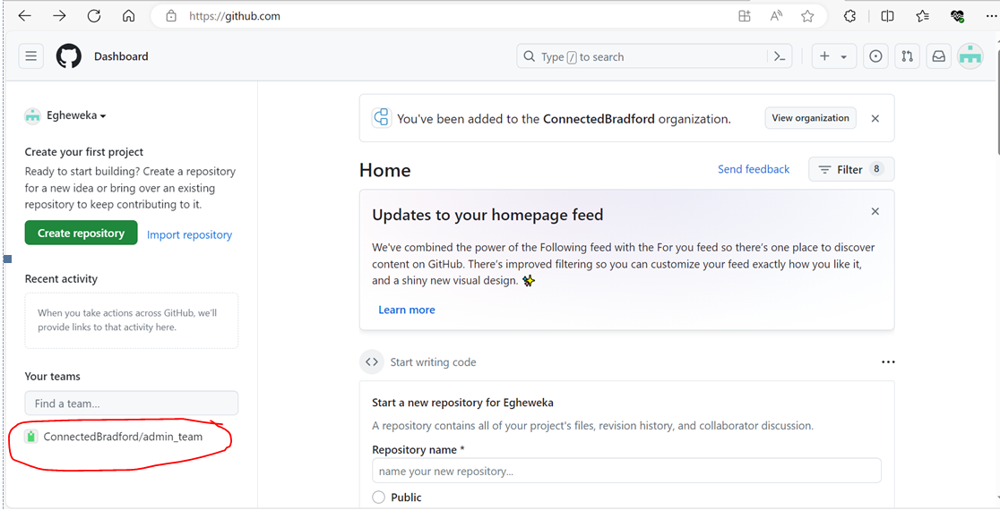 https://github.com
Dashboard
Type / to search
Egheweka
Create your first project
Ready to start building? Create a repository
for a new idea or bring over an existing
repository to keep contributing to it.
Create repository
Import repository
Recent activity
When you take actions across GitHub, we'll
provide links to that activity here.
Your teams
Find a team...
ConnectedBradford/admin_team
You've been added to the ConnectedBradford organization.
View organization
Home
Send feedback
Filter 8
Updates to your homepage feed
We've combined the power of the Following feed with the For you feed so there's one place to discover
content on GitHub. There's improved filtering so you can customize your feed exactly how you like it,
and a shiny new visual design. ✨
Learn more
Start writing code
Start a new repository for Egheweka
A repository contains all of your project's files, revision history, and collaborator discussion.
Repository name *
name your new repository...
Public